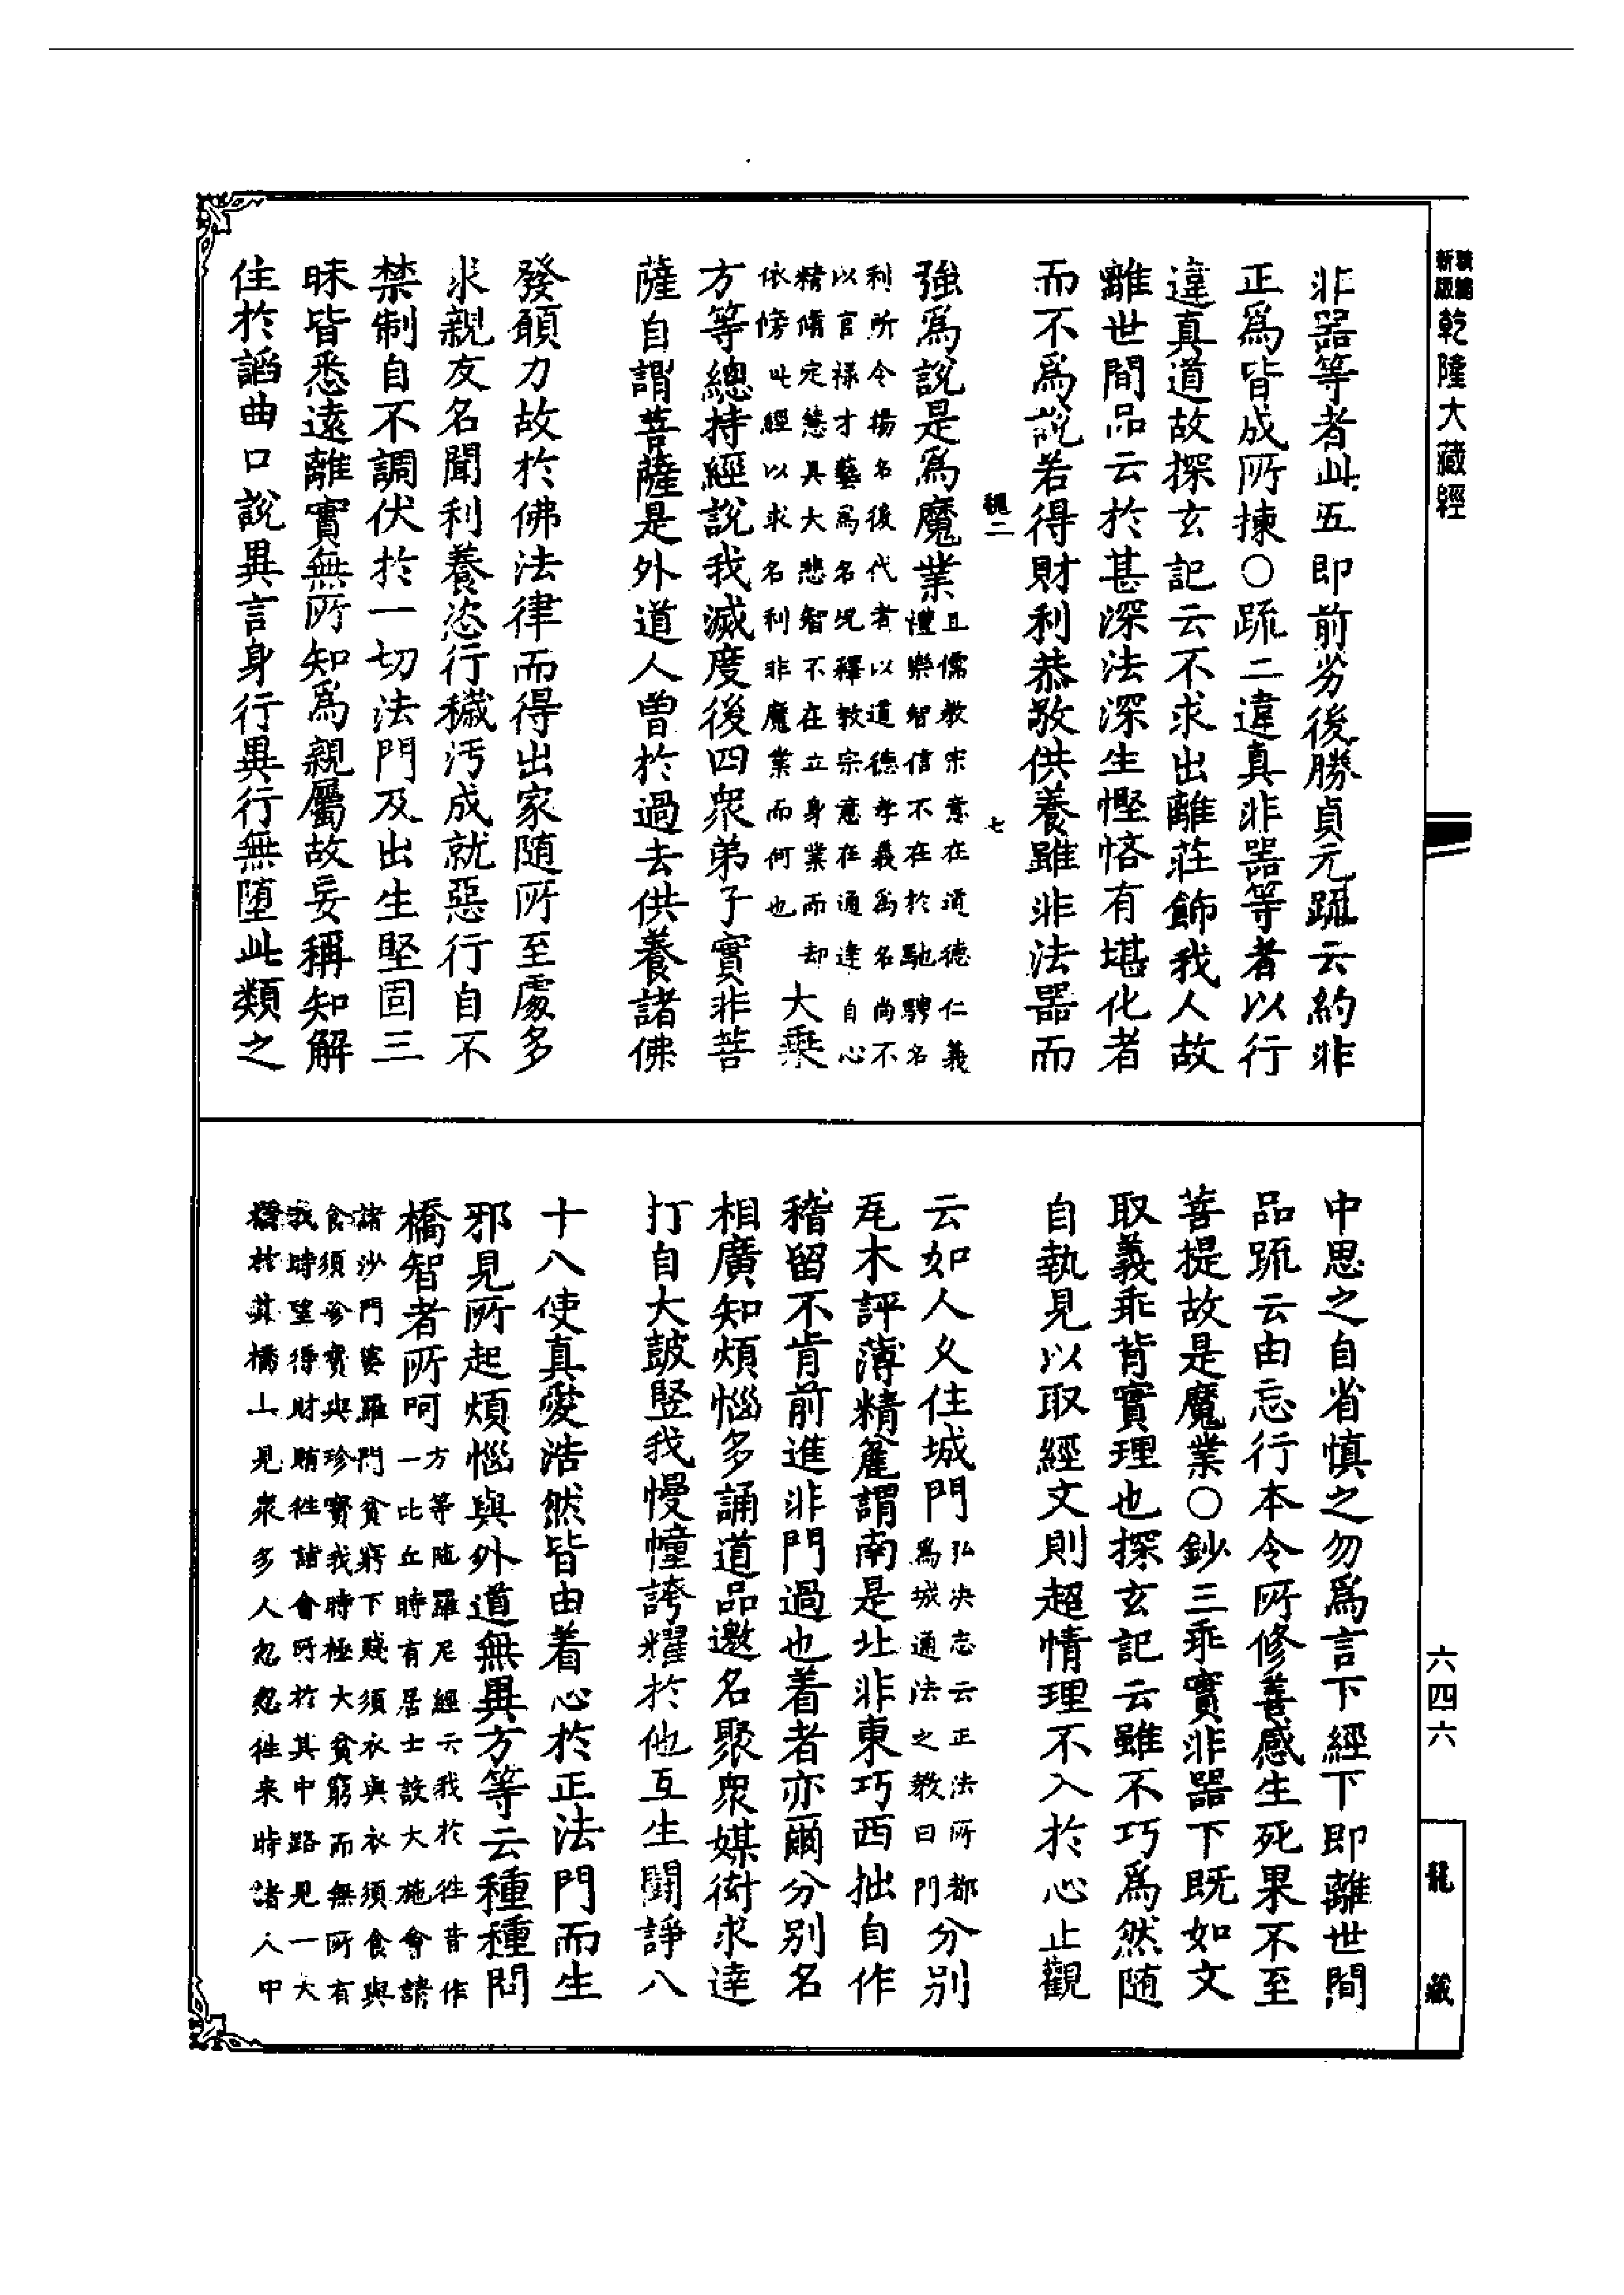 新編縮版乾隆大藏經
非器等者此五即前劣後勝貞元疏云約非
正爲皆成所揀○疏二違真非器等者以行
違真道故探玄記云不求出離莊飾我人故
離世間品云於甚深法深生慳悋有堪化者
而不爲說若得財利恭敬供養雖非法器而
魏二 七
強爲說是爲魔業
且儒教宗意在道德仁義
禮樂智信不在於馳騁名
利所令揚名後代者以道德孝義爲名尚不
以官祿才藝爲名況釋教宗意在通達自心
精脩定慧具大悲智不在立身業而却
依傍此經以求名利非魔業而何也
大乘
方等總持經說我滅度後四衆弟子實非菩
薩自謂菩薩是外道人曾於過去供養諸佛
發願力故於佛法律而得出家随所至處多
求親友名聞利養恣行穢汚成就惡行自不
禁制自不調伏於一切法門及出生堅固三
昧皆悉遠離實無所知爲親屬故妄稱知解
住於諂曲口說異言身行異行無堕此類之
中思之自省慎之勿爲言下經下即離世間
品疏云由忘行本令所修善感生死果不至
菩提故是魔業○鈔三乖實非器下既如文
取義乖背實理也探玄記云雖不巧爲然随
自執見以取經文則超情理不入於心止觀
云如人乆住城門
弘决志云正法所都
爲城通法之教曰門
分別
瓦木評薄精麁謂南是北非東巧西拙自作
稽留不肯前進非門過也着者亦爾分別名
相廣知煩惱多誦道品邀名聚衆媒衒求達
打自大皷竪我慢幢誇耀於他互生鬪諍八
十八使真愛浩然皆由着心於正法門而生
邪見所起煩惱與外道無異方等云種種問
橋智者所呵
方等随羅尼經云我於往昔作
一比丘時有居士設大施會請
諸沙門婆羅門貧窮下賤須衣與衣須食與
食須珍寶與珍寶我時極大貧窮而無所有
我時望得財賄往詣會所於其中路見一大
橋於其橋上見衆多人忽忽往来時諸人中
六四六
龍藏